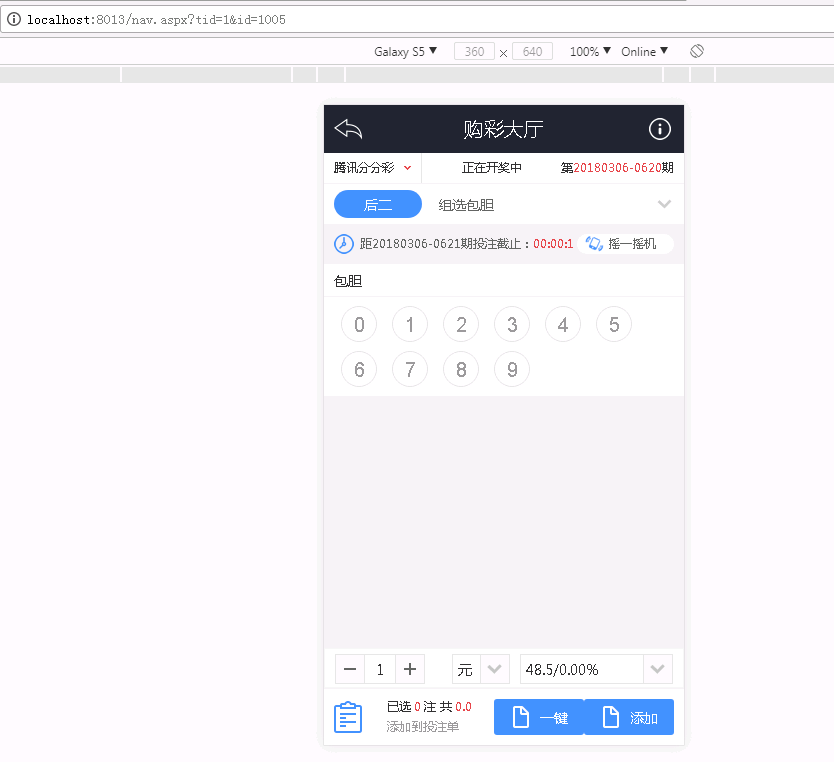 localhost:8013/nav.aspx?tid=1&id=1005
Galaxy S5 ▼ 360 × 640 100% ▼ Online ▼
购彩大厅
腾讯分分彩 正在开奖中 第20180306-0620期
后二 组选包胆
距20180306-0621期投注截止：00:00:1 摇一摇机
包胆
0 1 2 3 4 5
6 7 8 9
− 1 + 元 48.5/0.00%
已选 0 注 共 0.0
添加到投注单
一键 添加